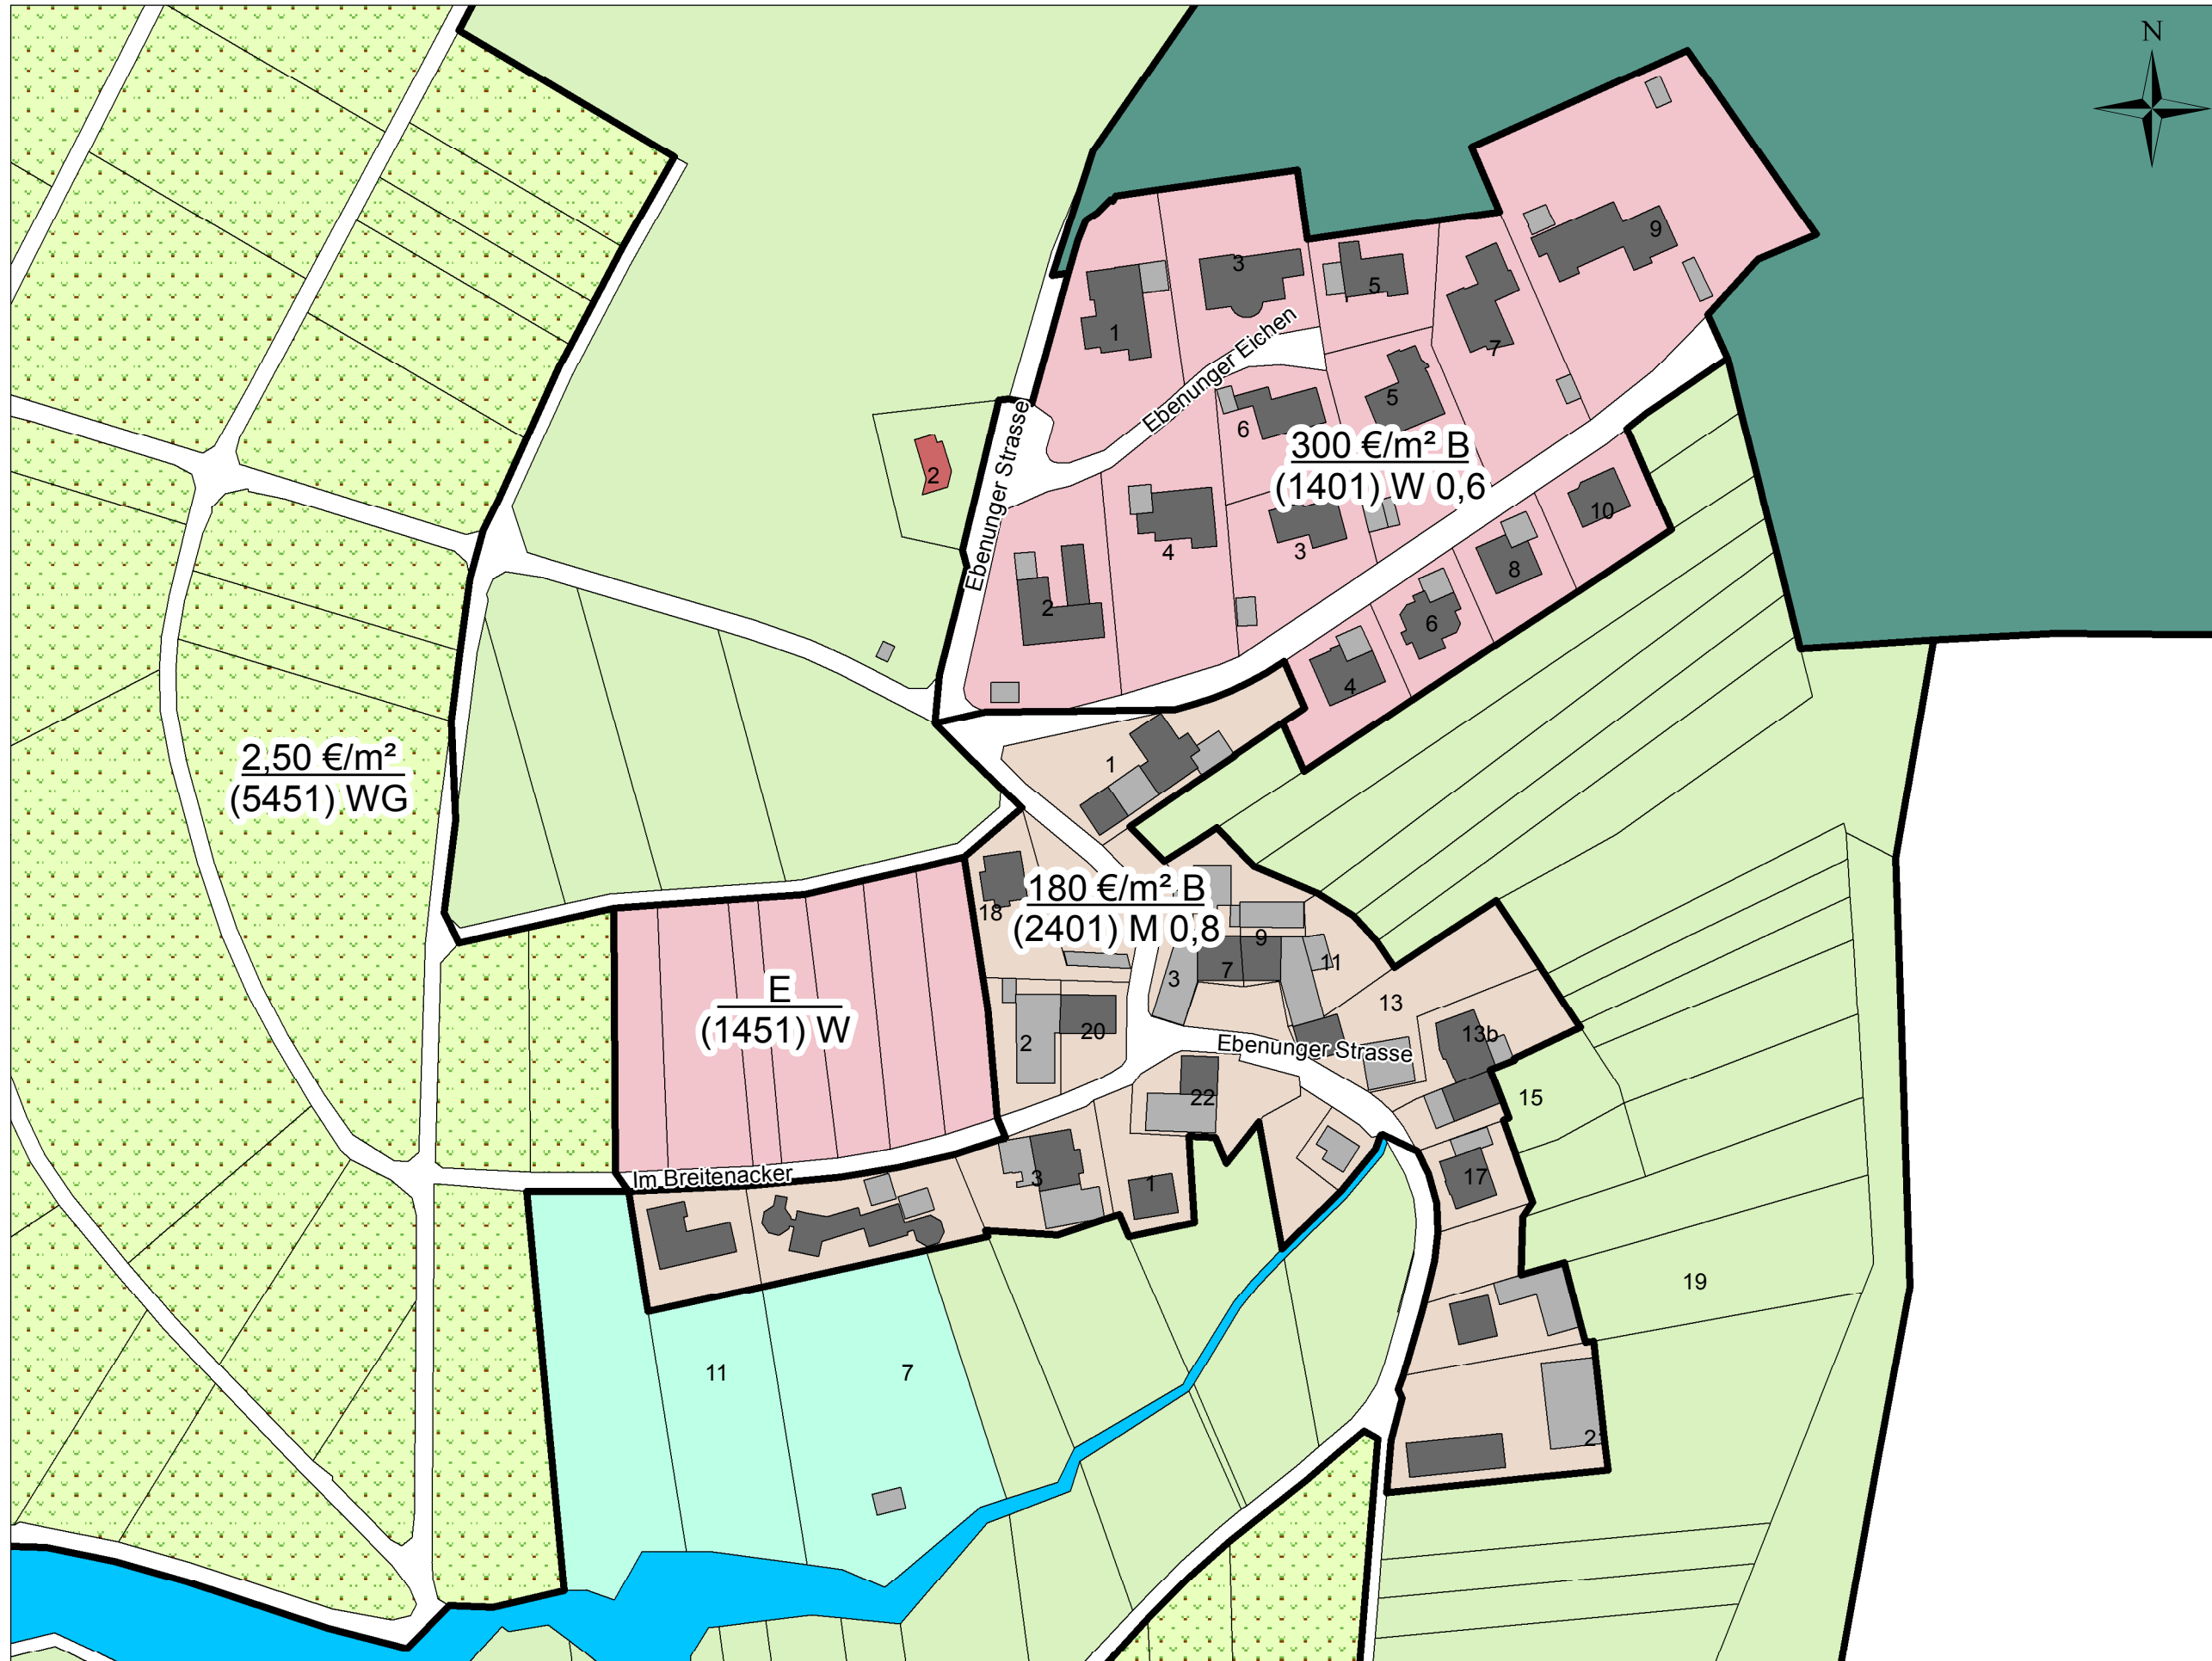 N
9
3
5
1
7
Ebenunger Eichen
5
6
300 €/m² B
(1401) W 0,6
2
Ebenunger Strasse
10
4
3
8
2
6
4
2,50 €/m²
(5451) WG
1
180 €/m² B
(2401) M 0,8
18
9
11
7
3
E
(1451) W
13
20
2
13b
Ebenunger Strasse
22
15
Im Breitenacker
3
1
17
19
11
7